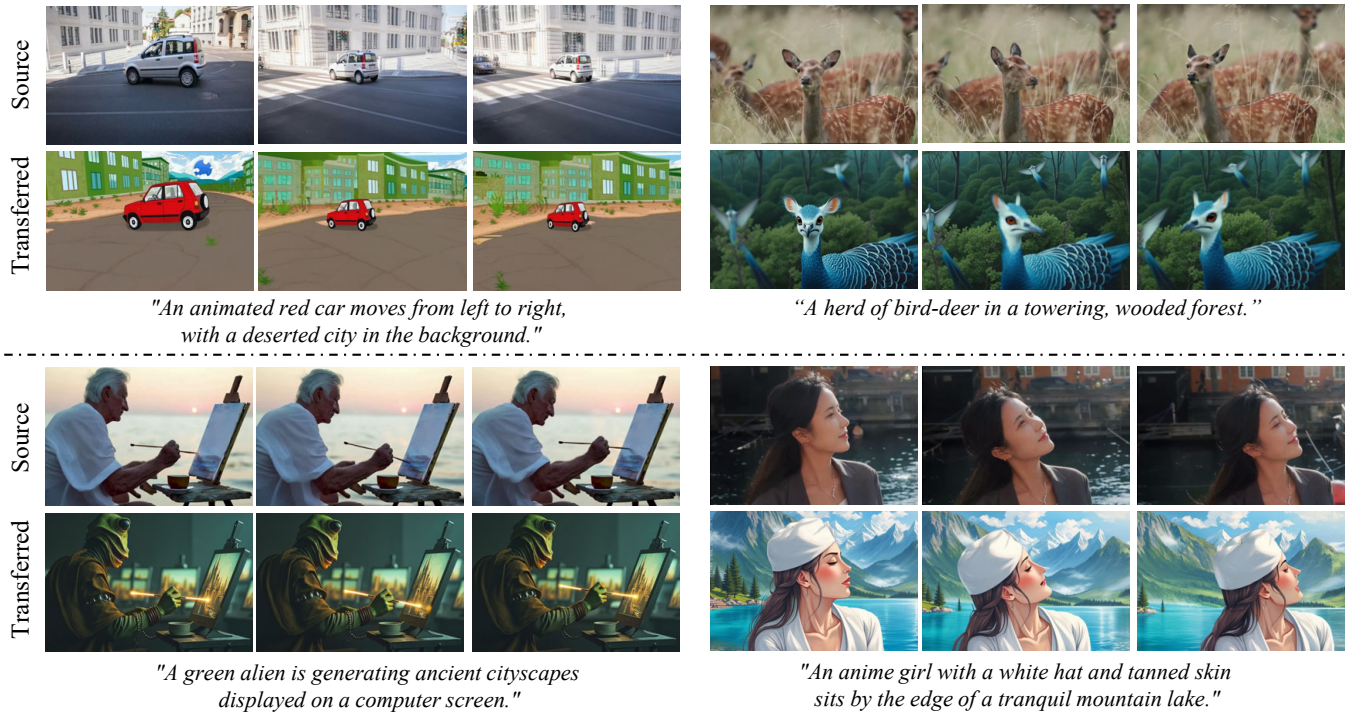 Source
Transferred
"An animated red car moves from left to right,
with a deserted city in the background."
“A herd of bird-deer in a towering, wooded forest.”
Source
Transferred
"A green alien is generating ancient cityscapes
displayed on a computer screen."
"An anime girl with a white hat and tanned skin
sits by the edge of a tranquil mountain lake."